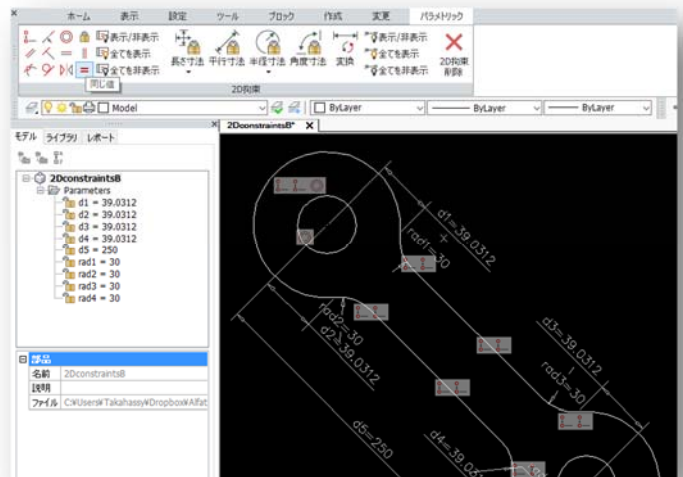 ホーム 表示 設定 ツール ブロック 作成 変更 パラメトリック
表示/非表示
全てを表示
全てを非表示
長さ寸法 平行寸法 半径寸法 角度寸法 変換
表示/非表示
全てを表示
全てを非表示
2D拘束
削除
同じ値
2D拘束
Model ByLayer ByLayer ByLayer
モデル ライブラリ レポート
2DconstraintsB* X
2DconstraintsB
Parameters
d1 = 39.0312
d2 = 39.0312
d3 = 39.0312
d4 = 39.0312
d5 = 250
rad1 = 30
rad2 = 30
rad3 = 30
rad4 = 30
部品
名前 2DconstraintsB
説明
ファイル C:¥Users¥Takahassy¥Dropbox¥Alfat
d1=39.0312
rad1=30
rad2=30
d2=39.0312
d3=39.0312
rad3=30
d5=250
d4=39.031